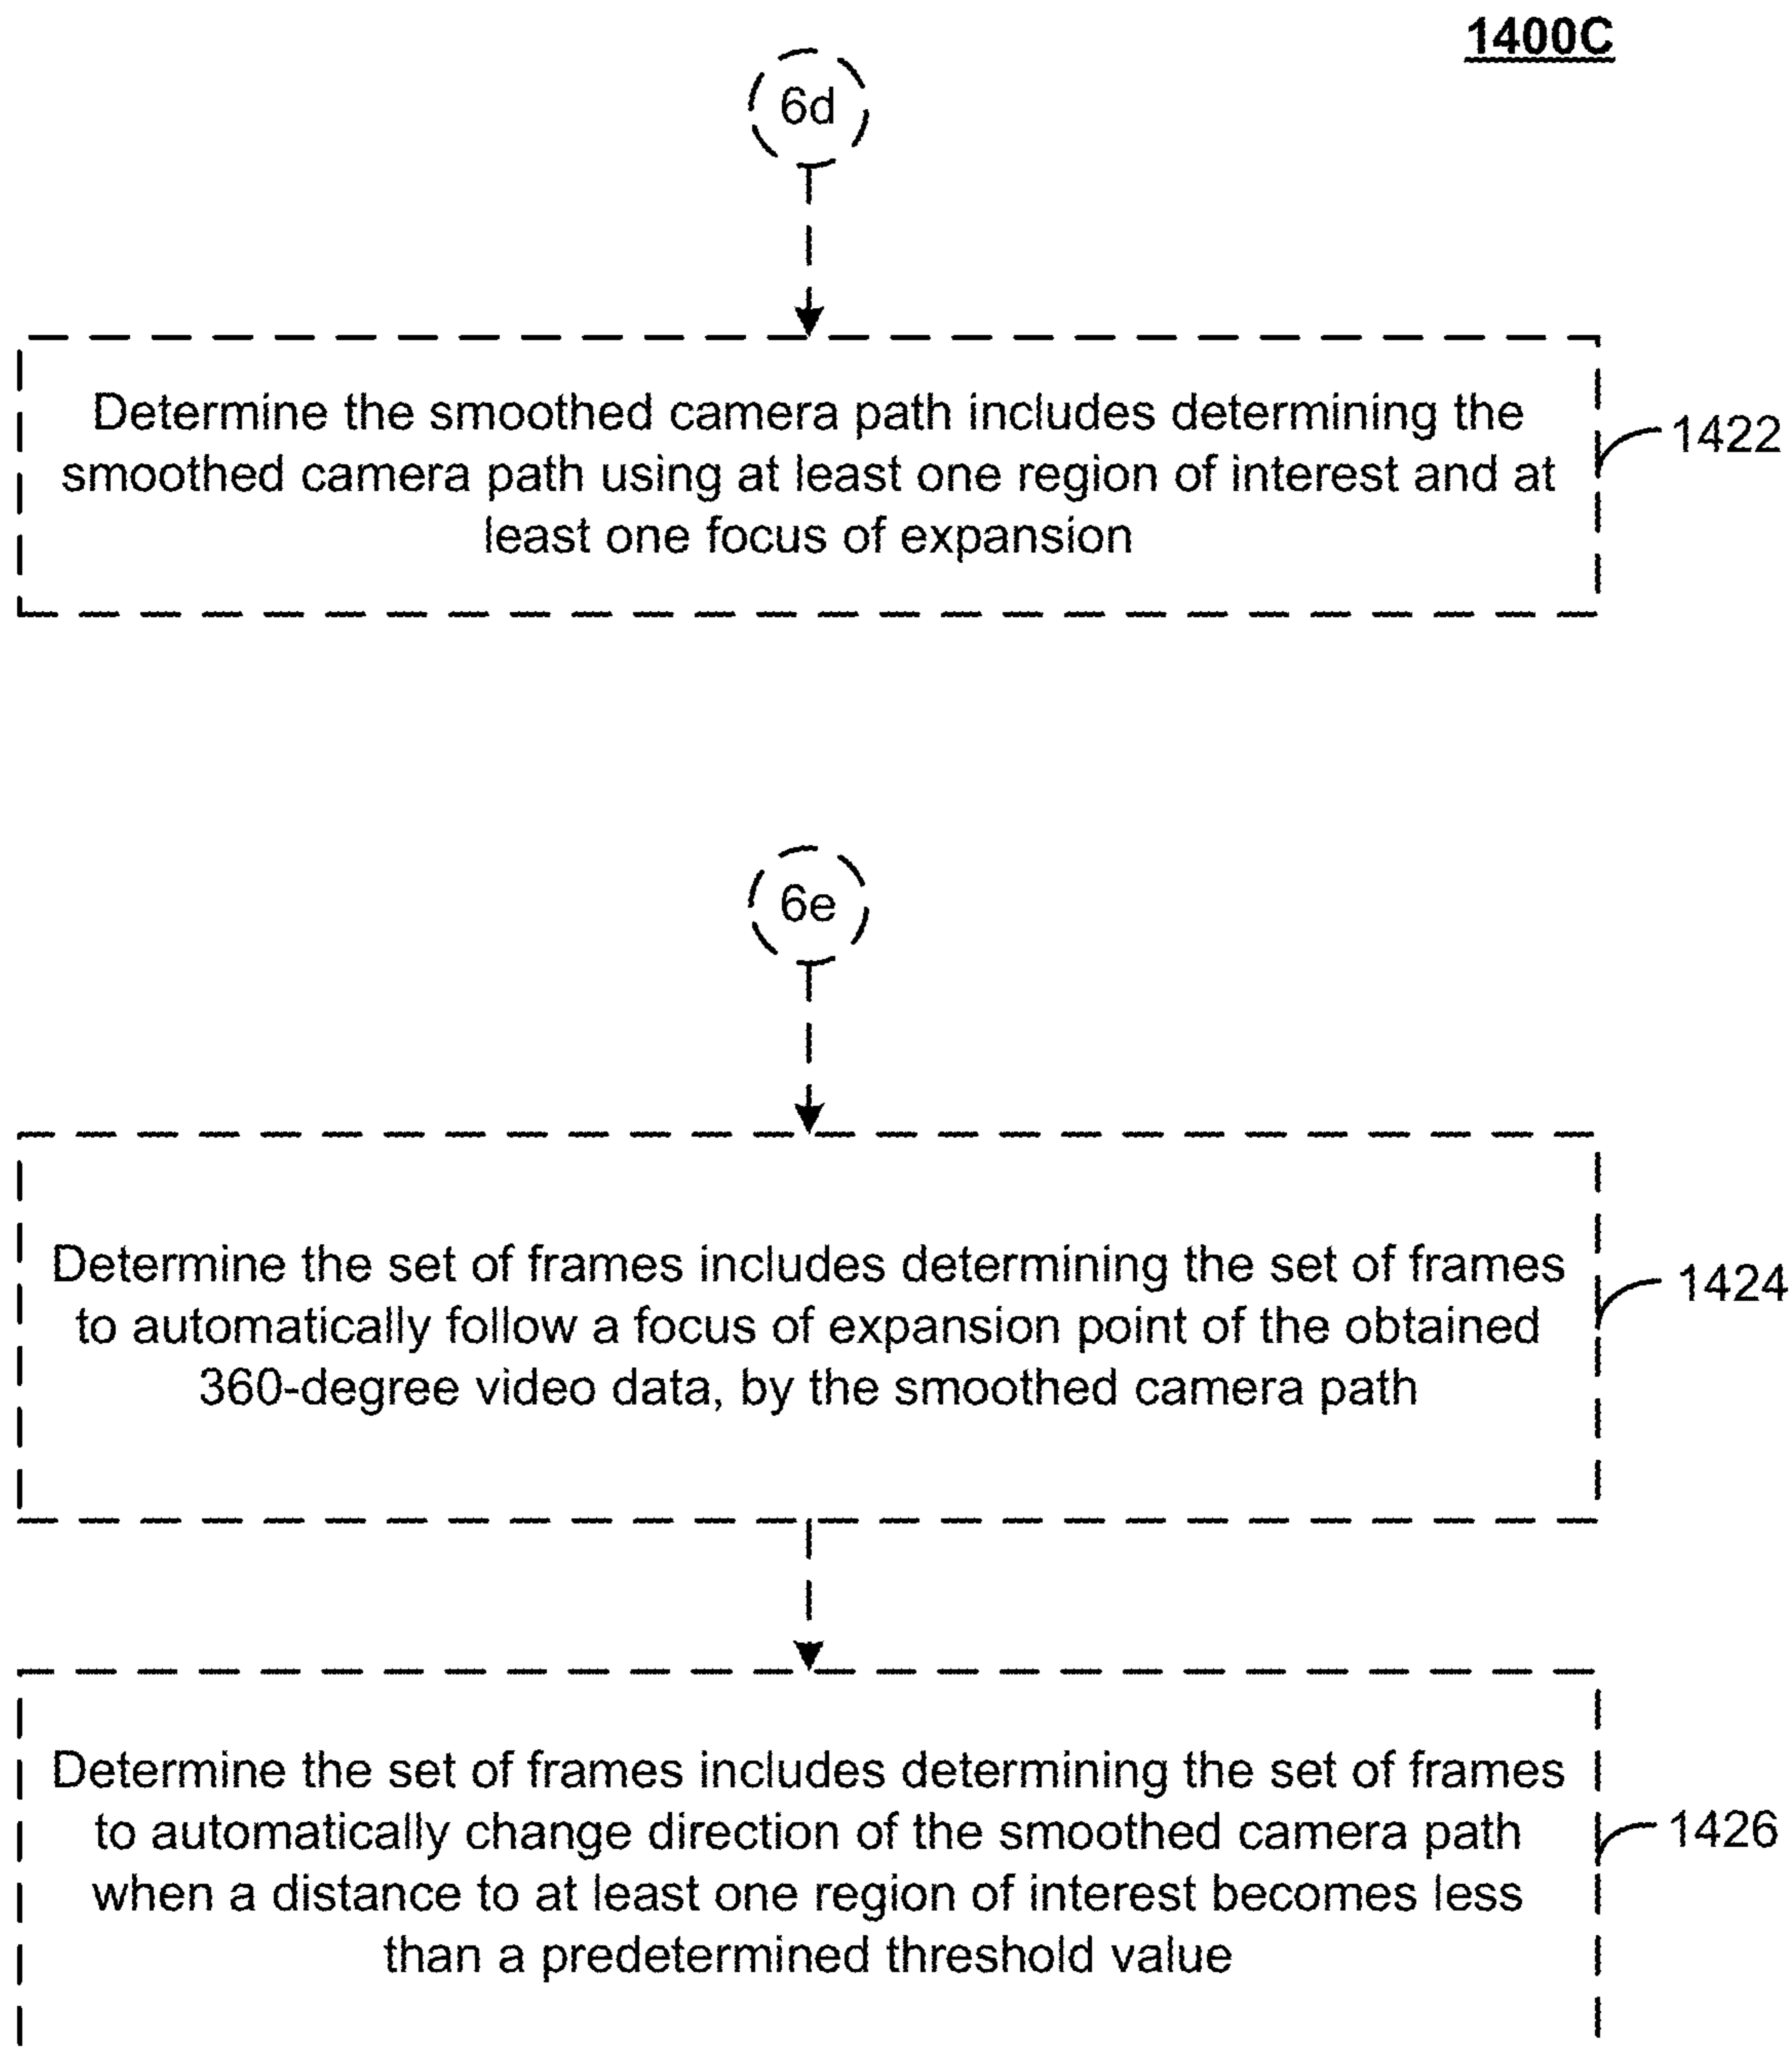 1400C
6d
Determine the smoothed camera path includes determining the
smoothed camera path using at least one region of interest and at
least one focus of expansion
1422
6e
Determine the set of frames includes determining the set of frames
to automatically follow a focus of expansion point of the obtained
360-degree video data, by the smoothed camera path
1424
Determine the set of frames includes determining the set of frames
to automatically change direction of the smoothed camera path
when a distance to at least one region of interest becomes less
than a predetermined threshold value
1426